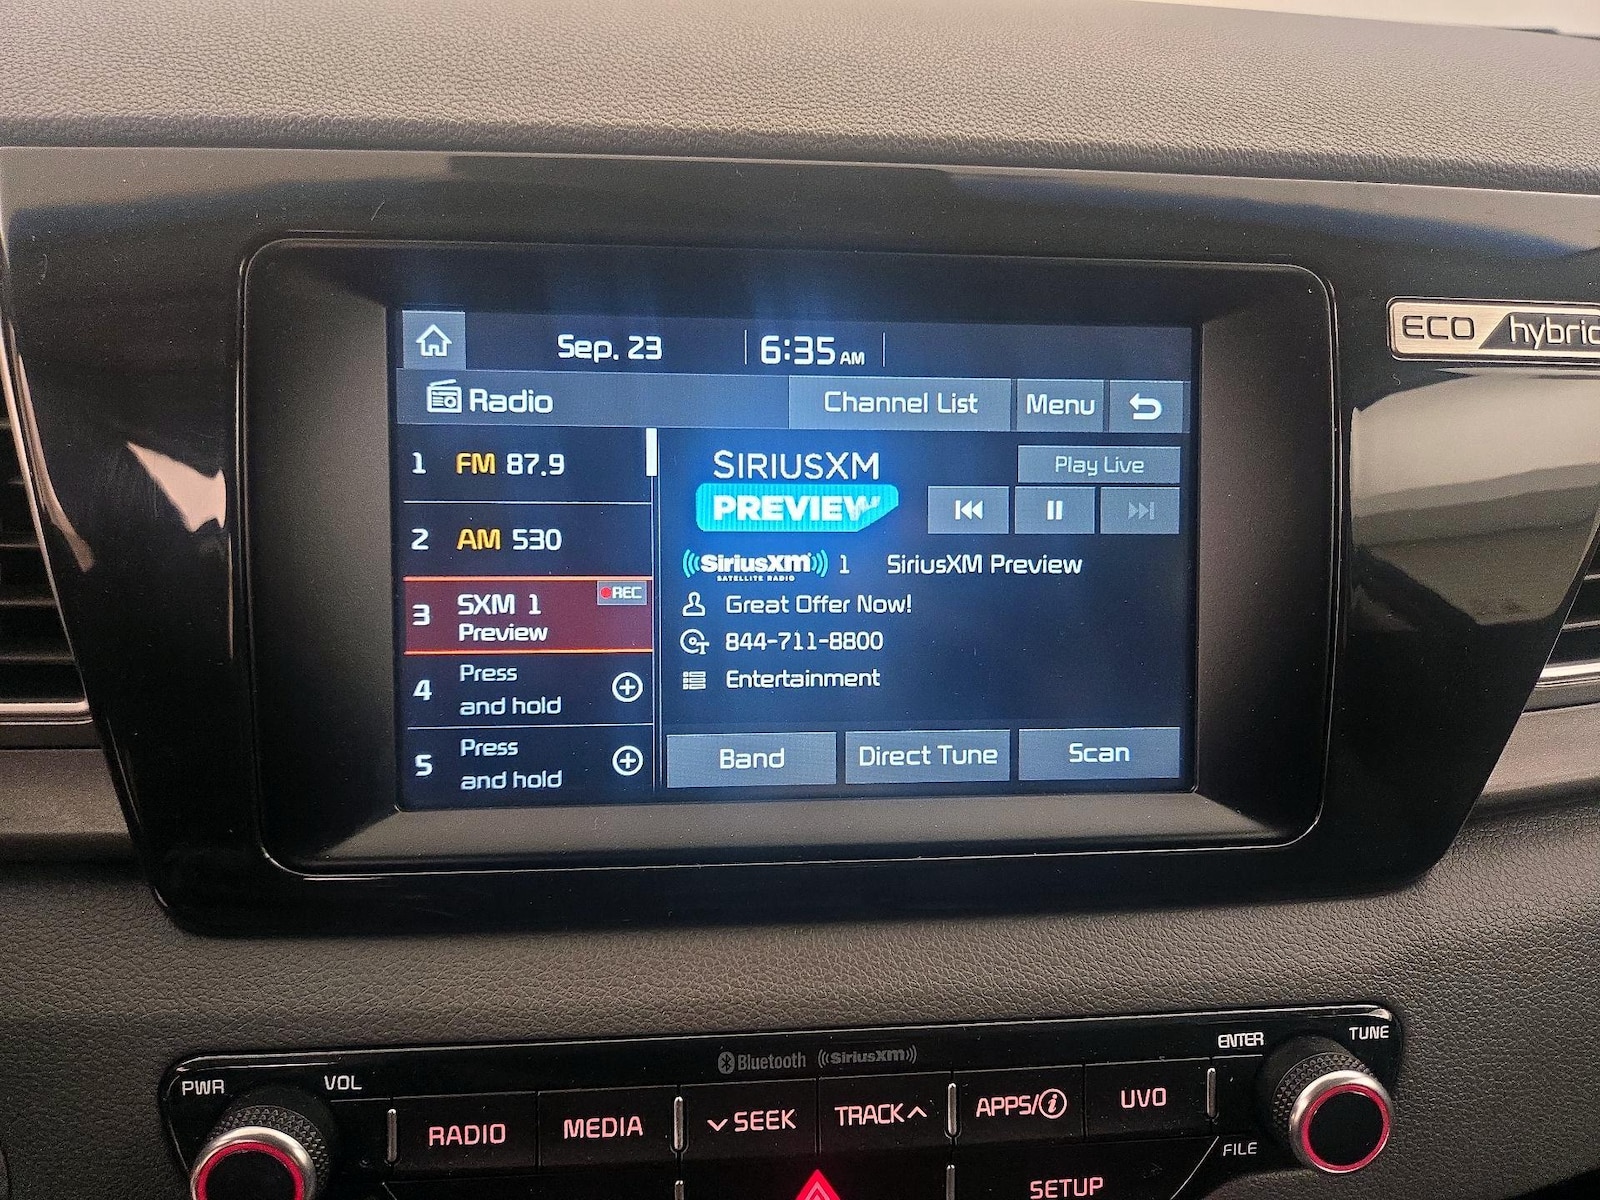 Sep. 23
6:35 AM
ECO hybrid
Radio
Channel List
Menu
1 FM 87.9
2 AM 530
3 SXM 1
REC
Preview
4 Press
and hold
5 Press
and hold
SIRIUSXM
PREVIEW
Play Live
((SiriusXM)) 1 SiriusXM Preview
SATELLITE RADIO
Great Offer Now!
844-711-8800
Entertainment
Band
Direct Tune
Scan
Bluetooth ((SiriusXM))
PWR
VOL
RADIO
MEDIA
SEEK
TRACK
APPS/i
UVO
ENTER
TUNE
FILE
SETUP